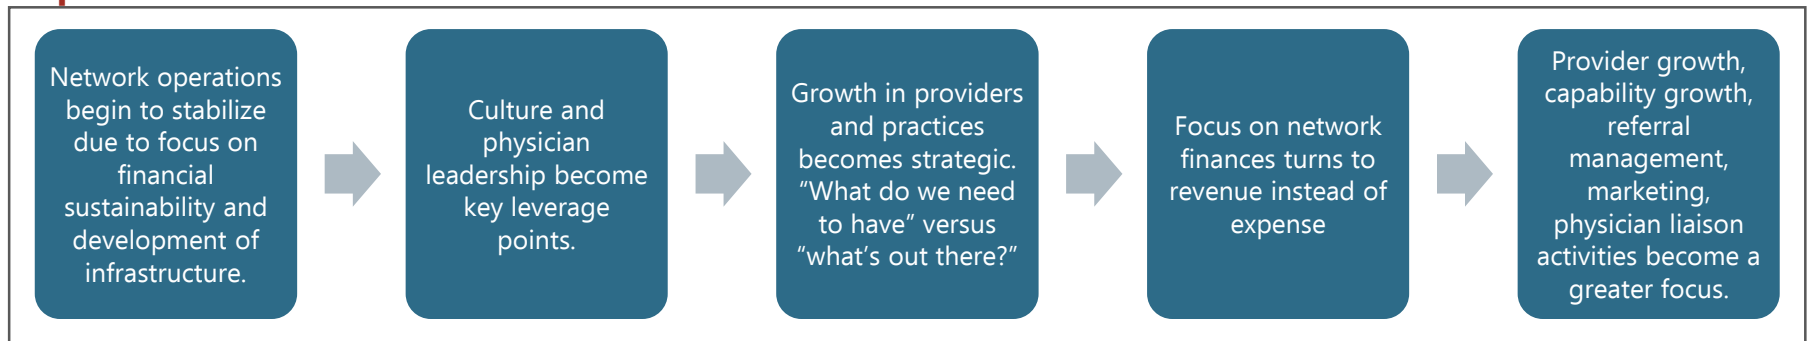 Network operations
begin to stabilize
due to focus on
financial
sustainability and
development of
infrastructure.
Culture and
physician
leadership become
key leverage
points.
Growth in providers
and practices
becomes strategic.
“What do we need
to have” versus
“what’s out there?”
Focus on network
finances turns to
revenue instead of
expense
Provider growth,
capability growth,
referral
management,
marketing,
physician liaison
activities become a
greater focus.